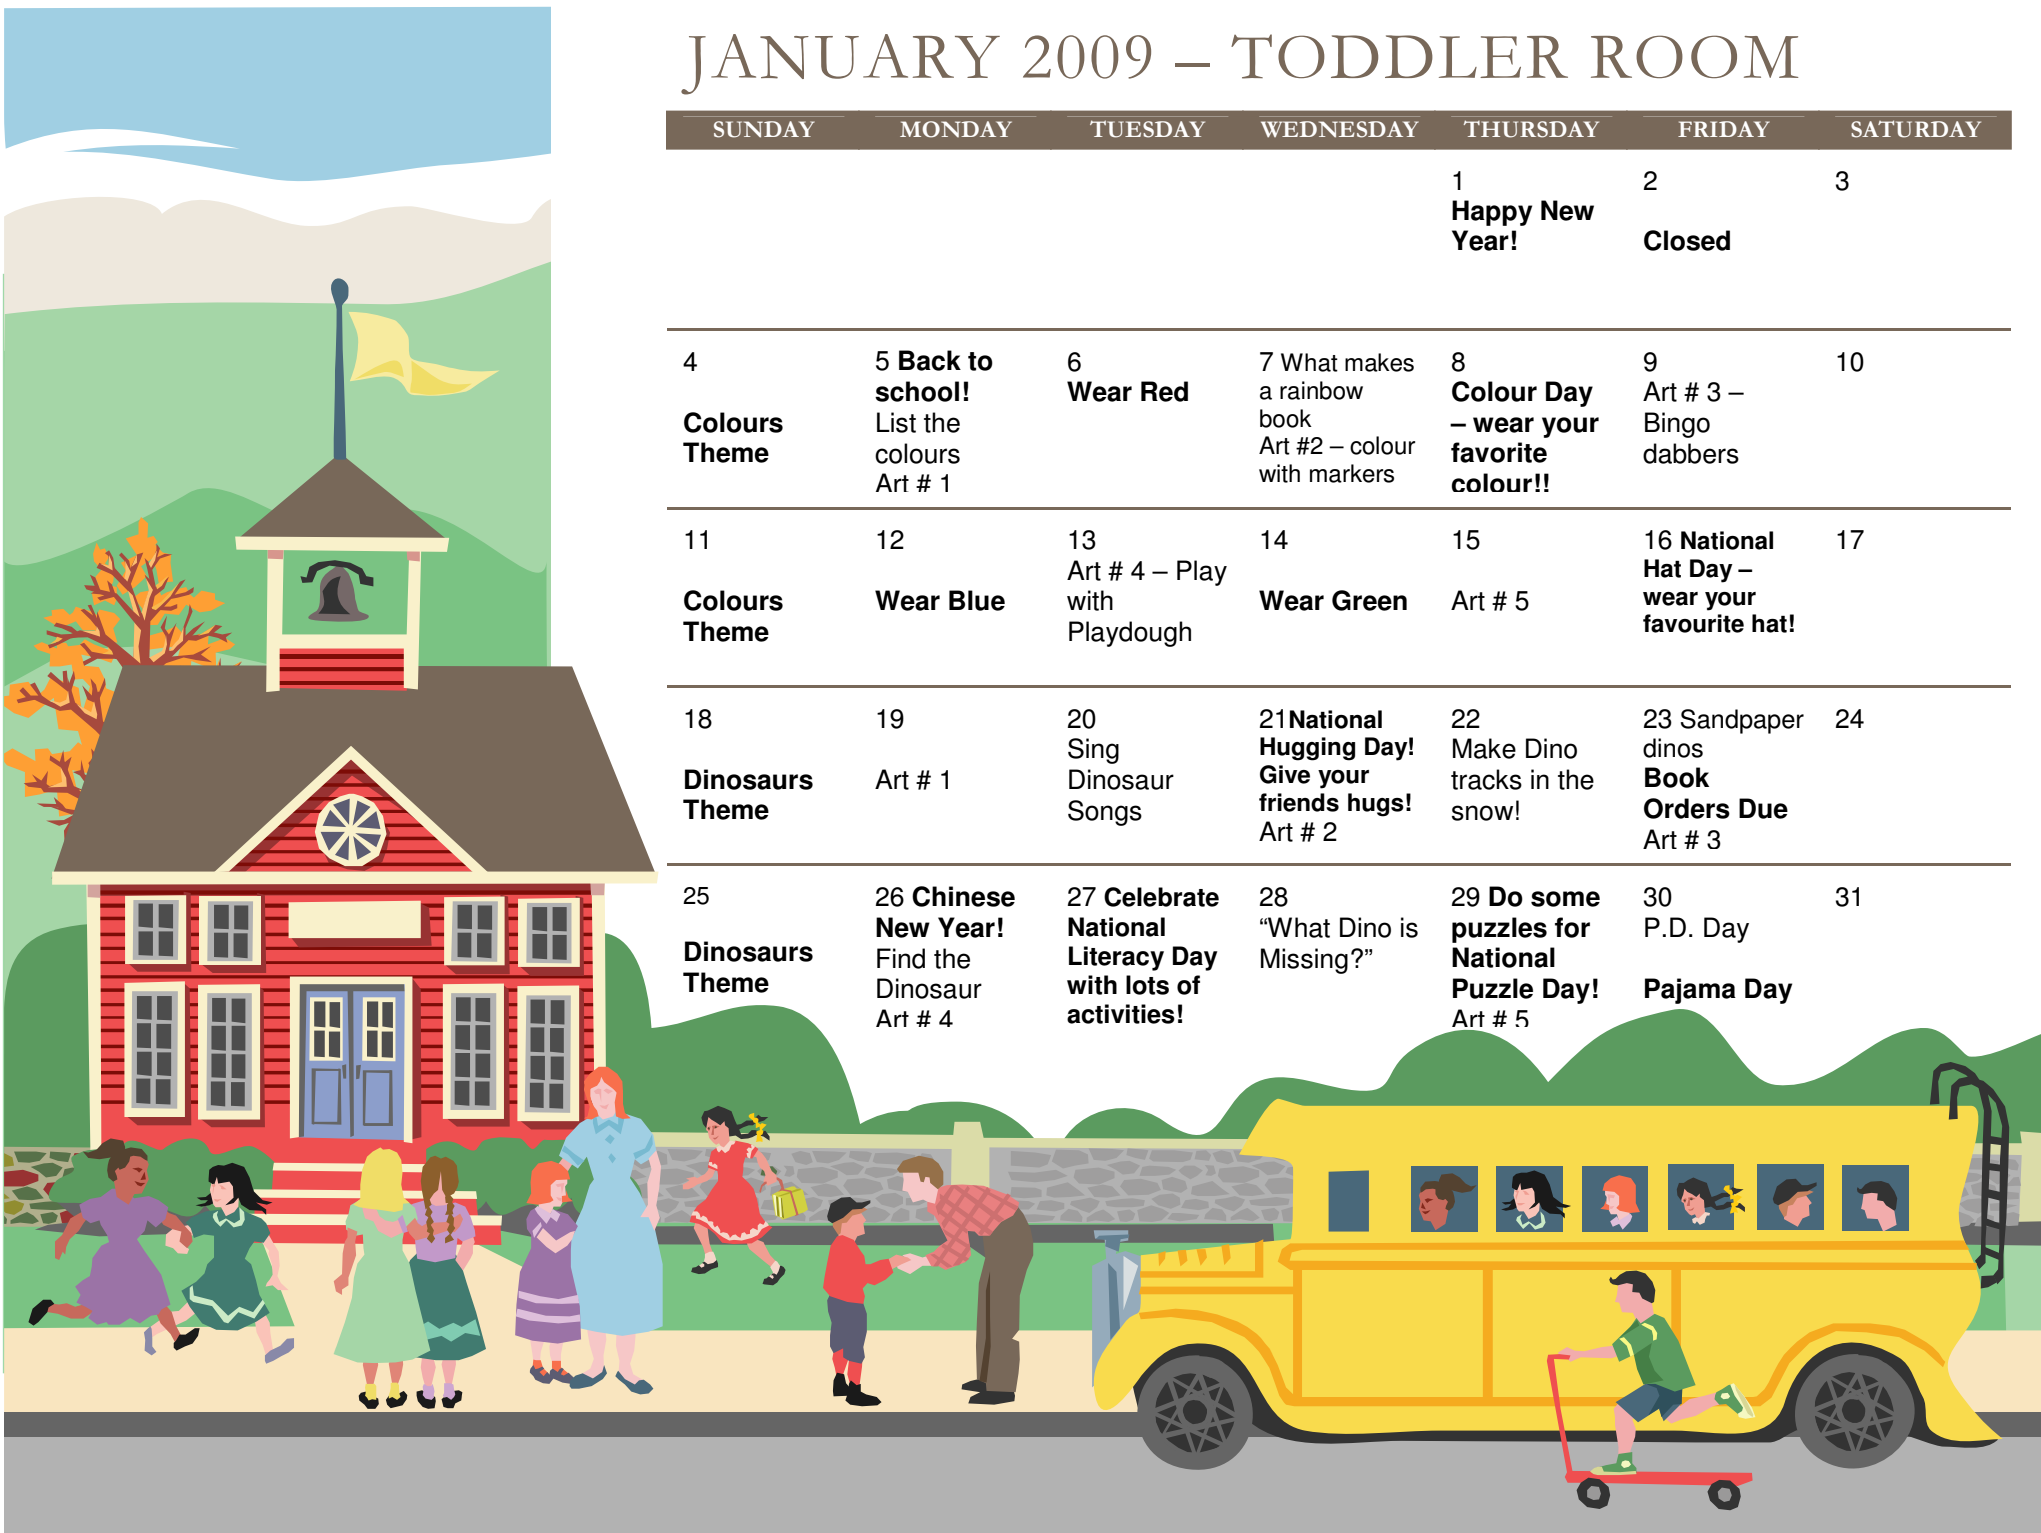 JANUARY 2009 – TODDLER ROOM
SUNDAY MONDAY TUESDAY WEDNESDAY THURSDAY FRIDAY SATURDAY
1
Happy New
Year!
2
Closed
3
4
Colours
Theme
5 Back to
school!
List the
colours
Art # 1
6
Wear Red
7 What makes
a rainbow
book
Art #2 – colour
with markers
8
Colour Day
– wear your
favorite
colour!!
9
Art # 3 –
Bingo
dabbers
10
11
Colours
Theme
12
Wear Blue
13
Art # 4 – Play
with
Playdough
14
Wear Green
15
Art # 5
16 National
Hat Day –
wear your
favourite hat!
17
18
Dinosaurs
Theme
19
Art # 1
20
Sing
Dinosaur
Songs
21National
Hugging Day!
Give your
friends hugs!
Art # 2
22
Make Dino
tracks in the
snow!
23 Sandpaper
dinos
Book
Orders Due
Art # 3
24
25
Dinosaurs
Theme
26 Chinese
New Year!
Find the
Dinosaur
Art # 4
27 Celebrate
National
Literacy Day
with lots of
activities!
28
“What Dino is
Missing?”
29 Do some
puzzles for
National
Puzzle Day!
Art # 5
30
P.D. Day
Pajama Day
31